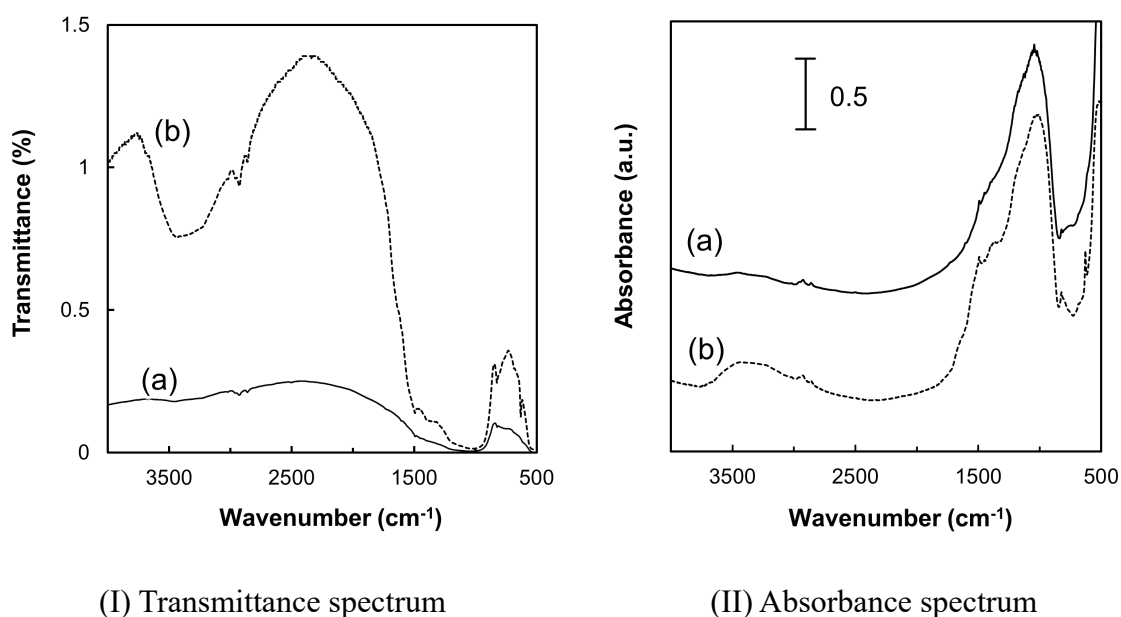 1.5
1
0.5
0
Transmittance (%)
(b)
(a)
3500
2500
1500
500
Wavenumber (cm-1)
(I) Transmittance spectrum
Absorbance (a.u.)
0.5
(a)
(b)
3500
2500
1500
500
Wavenumber (cm-1)
(II) Absorbance spectrum